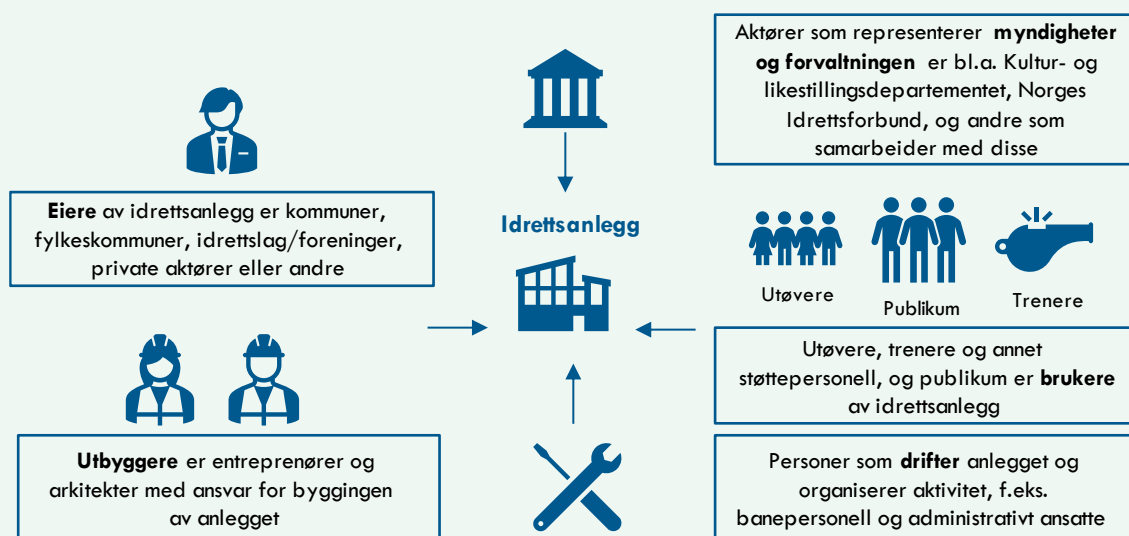 Aktører som representerer myndigheter
og forvaltningen er bl.a. Kultur- og
likestillingsdepartementet, Norges
Idrettsforbund, og andre som
samarbeider med disse
Eiere av idrettsanlegg er kommuner,
fylkeskommuner, idrettslag/foreninger,
private aktører eller andre
Idrettsanlegg
Utøvere
Publikum
Trenere
Utøvere, trenere og annet
støttepersonell, og publikum er brukere
av idrettsanlegg
Utbyggere er entreprenører og
arkitekter med ansvar for byggingen
av anlegget
Personer som drifter anlegget og
organiserer aktivitet, f.eks.
banepersonell og administrativt ansatte